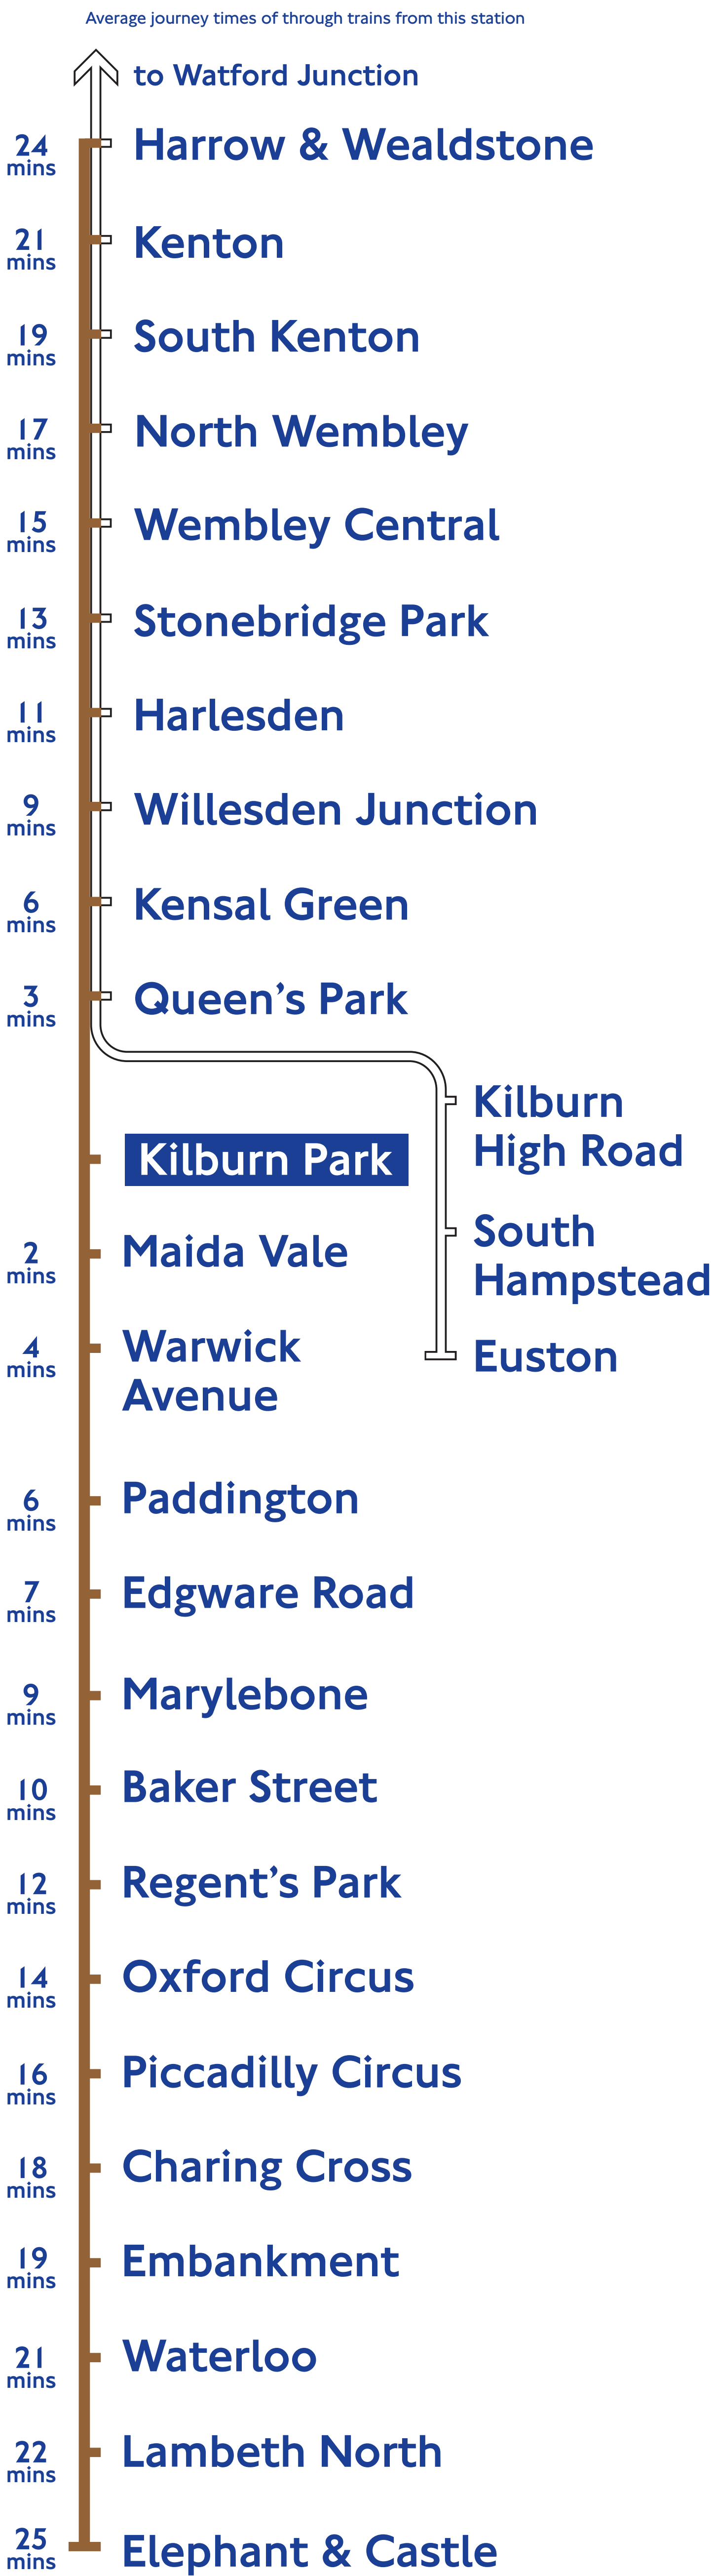 Average journey times of through trains from this station
to Watford Junction
24
mins
Harrow & Wealdstone
21
mins
Kenton
19
mins
South Kenton
17
mins
North Wembley
15
mins
Wembley Central
13
mins
Stonebridge Park
11
mins
Harlesden
9
mins
Willesden Junction
6
mins
Kensal Green
3
mins
Queen’s Park
Kilburn
High Road
Kilburn Park
South
Hampstead
2
mins
Maida Vale
4
mins
Warwick
Avenue
Euston
6
mins
Paddington
7
mins
Edgware Road
9
mins
Marylebone
10
mins
Baker Street
12
mins
Regent’s Park
14
mins
Oxford Circus
16
mins
Piccadilly Circus
18
mins
Charing Cross
19
mins
Embankment
21
mins
Waterloo
22
mins
Lambeth North
25
mins
Elephant & Castle